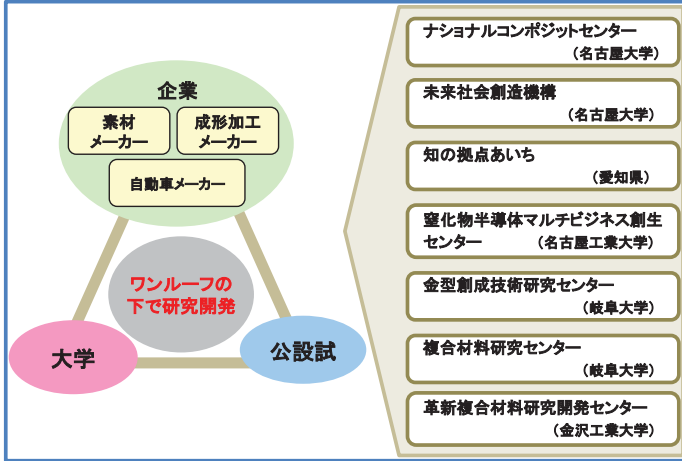 企業
素材
メーカー
成形加工
メーカー
自動車メーカー
ワンルーフの
下で研究開発
大学
公設試
ナショナルコンポジットセンター
(名古屋大学)
未来社会創造機構
(名古屋大学)
知の拠点あいち
(愛知県)
窒化物半導体マルチビジネス創生
センター (名古屋工業大学)
金型創成技術研究センター
(岐阜大学)
複合材料研究センター
(岐阜大学)
革新複合材料研究開発センター
(金沢工業大学)